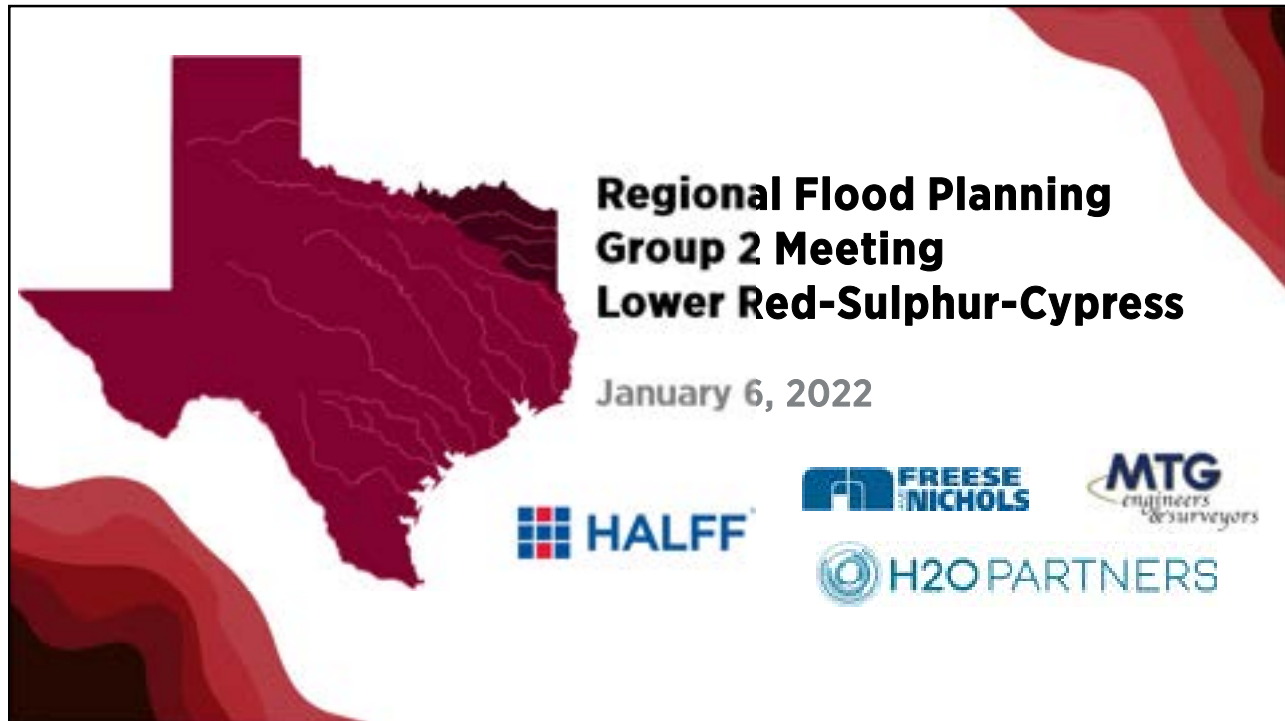 Regional Flood Planning
Group 2 Meeting
Lower Red-Sulphur-Cypress
January 6, 2022
HALFF
FREESE
AND NICHOLS
MTG
engineers
& surveyors
H2O PARTNERS